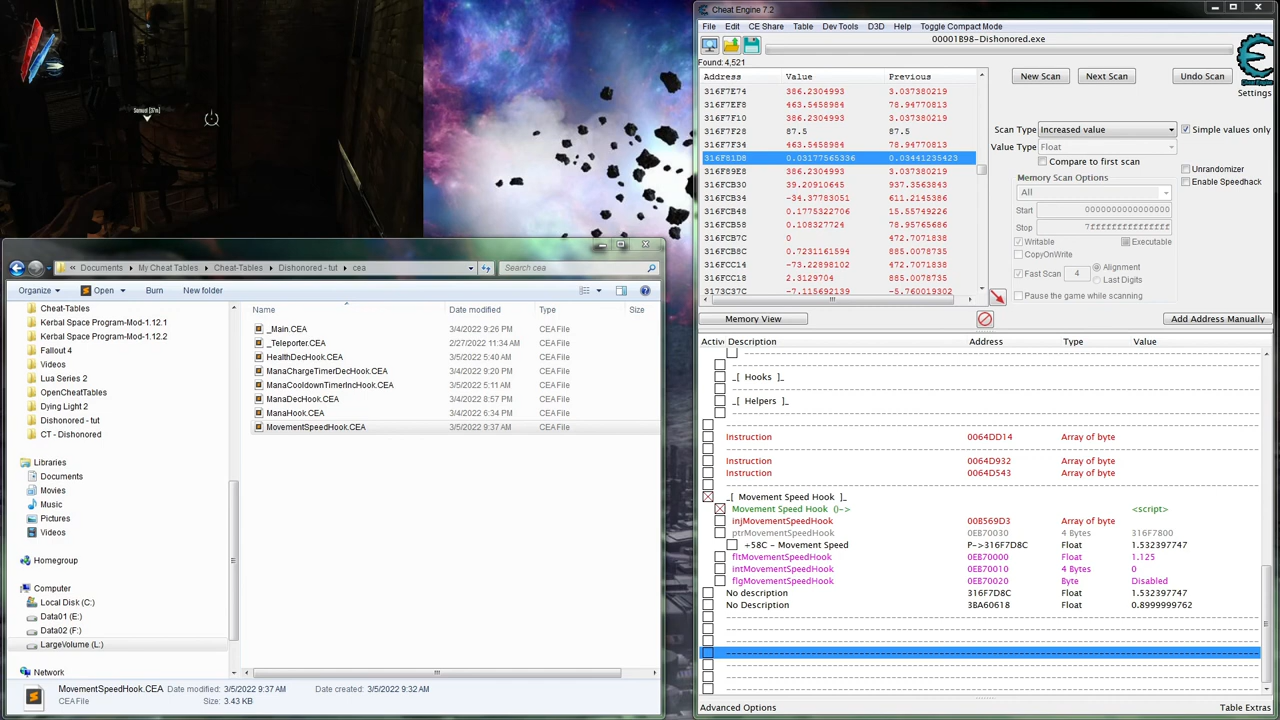 Samuel [37m]
Documents
My Cheat Tables
Cheat-Tables
Dishonored - tut
cea
Search cea
Organize
Open
Burn
New folder
Cheat-Tables
Kerbal Space Program-Mod-1.12.1
Kerbal Space Program-Mod-1.12.2
Fallout 4
Videos
Lua Series 2
OpenCheatTables
Dying Light 2
Dishonored - tut
CT - Dishonored
Libraries
Documents
Movies
Music
Pictures
Videos
Homegroup
Computer
Local Disk (C:)
Data01 (E:)
Data02 (F:)
LargeVolume (L:)
Network
Name Date modified Type Size
_Main.CEA 3/4/2022 9:26 PM CEA File
_Teleporter.CEA 2/27/2022 11:34 AM CEA File
HealthDecHook.CEA 3/5/2022 5:40 AM CEA File
ManaChargeTimerDecHook.CEA 3/4/2022 9:20 PM CEA File
ManaCooldownTimerIncHook.CEA 3/5/2022 5:11 AM CEA File
ManaDecHook.CEA 3/4/2022 8:57 PM CEA File
ManaHook.CEA 3/4/2022 6:34 PM CEA File
MovementSpeedHook.CEA 3/5/2022 9:37 AM CEA File
MovementSpeedHook.CEA Date modified: 3/5/2022 9:37 AM
CEA File
Size: 3.43 KB
Cheat Engine 7.2
File Edit CE Share Table Dev Tools D3D Help Toggle Compact Mode
00001B98-Dishonored.exe
Found: 4,521
Address Value Previous
316F7E74 386.2304993 3.037380219
316F7EF8 463.5458984 78.94770813
316F7F10 386.2304993 3.037380219
316F7F28 87.5 87.5
316F7F34 463.5458984 78.94770813
316F81D8 0.03177565336 0.03441235423
316F89E8 386.2304993 3.037380219
316FCB30 39.20910645 937.3563843
316FCB38 -34.37783051 611.2145386
316FCB48 0.1775322706 15.55749226
316FCB58 0.108327724 78.95765686
316FCB7C 0 472.7071838
316FCB8C 0.7231161594 885.0078735
316FCC14 -73.22898102 472.7071838
316FCC18 2.3129704 885.0078735
3173C37C -7.115692139 -5.760019302
New Scan
Next Scan
Undo Scan
Settings
Scan Type Increased value
Simple values only
Value Type Float
Compare to first scan
Unrandomizer
Enable Speedhack
Memory Scan Options
All
Start 0000000000000000
Stop 7fffffffffffffff
Writable
Executable
CopyOnWrite
Fast Scan 4
Alignment
Last Digits
Pause the game while scanning
Memory View
Add Address Manually
Description Address Type Value
_[ Hooks ]_
_[ Helpers ]_
Instruction 0064DD14 Array of byte
Instruction 0064D932 Array of byte
Instruction 0064D543 Array of byte
_[ Movement Speed Hook ]_
Movement Speed Hook ()-> <script>
injMovementSpeedHook 00B569D3 Array of byte
ptrMovementSpeedHook 0EB70030 4 Bytes 316F7800
+58C - Movement Speed P->316F7D8C Float 1.532397747
fltMovementSpeedHook 0EB70000 Float 1.125
intMovementSpeedHook 0EB70010 4 Bytes 0
flgMovementSpeedHook 0EB70020 Byte Disabled
No description 316F7D8C Float 1.532397747
No Description 3BA60618 Float 0.8999999762
Advanced Options
Table Extras